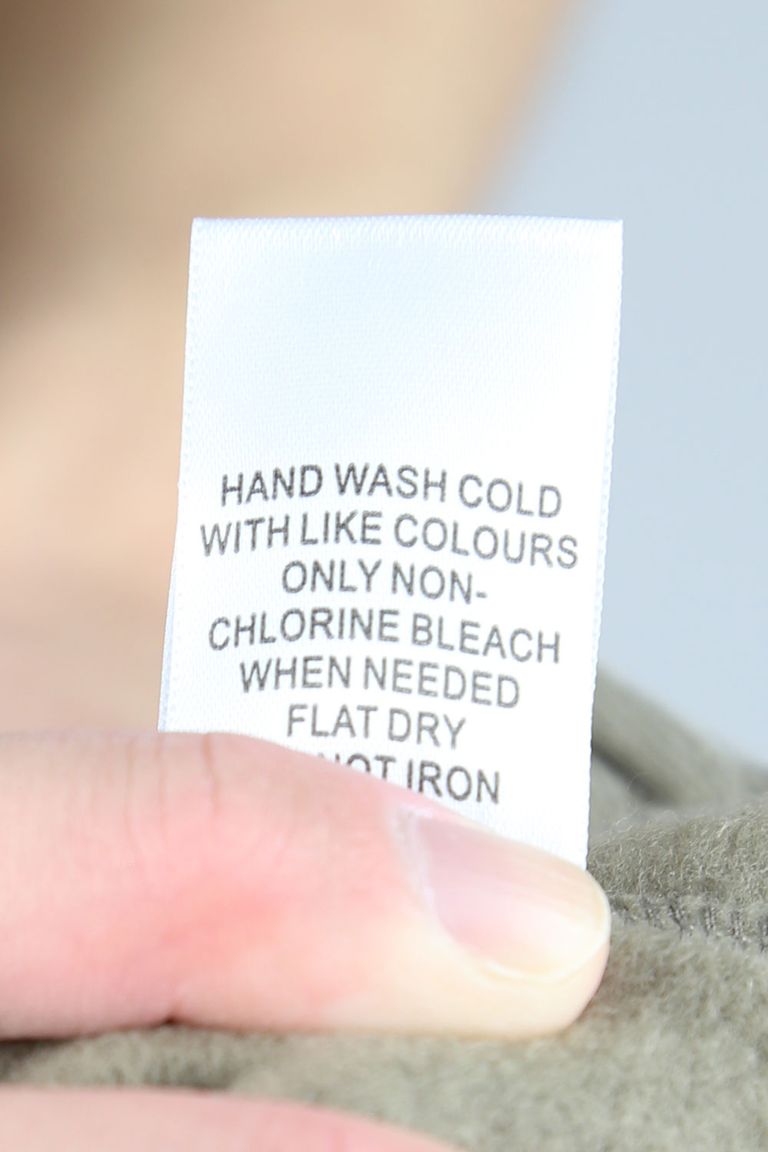 HAND WASH COLD
WITH LIKE COLOURS
ONLY NON-
CHLORINE BLEACH
WHEN NEEDED
FLAT DRY
NOT IRON